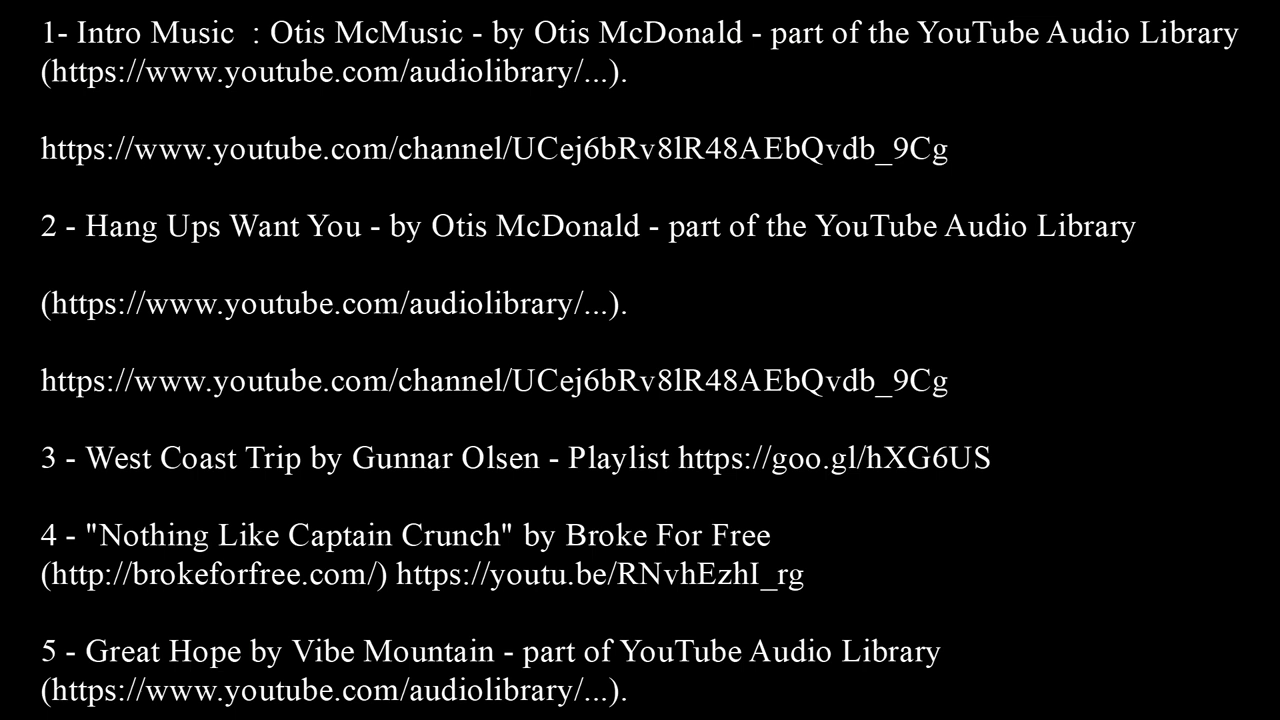 1- Intro Music  : Otis McMusic - by Otis McDonald - part of the YouTube Audio Library
(https://www.youtube.com/audiolibrary/...).
https://www.youtube.com/channel/UCej6bRv8lR48AEbQvdb_9Cg
2 - Hang Ups Want You - by Otis McDonald - part of the YouTube Audio Library
(https://www.youtube.com/audiolibrary/...).
https://www.youtube.com/channel/UCej6bRv8lR48AEbQvdb_9Cg
3 - West Coast Trip by Gunnar Olsen - Playlist https://goo.gl/hXG6US
4 - "Nothing Like Captain Crunch" by Broke For Free
(http://brokeforfree.com/) https://youtu.be/RNvhEzhI_rg
5 - Great Hope by Vibe Mountain - part of YouTube Audio Library
(https://www.youtube.com/audiolibrary/...).